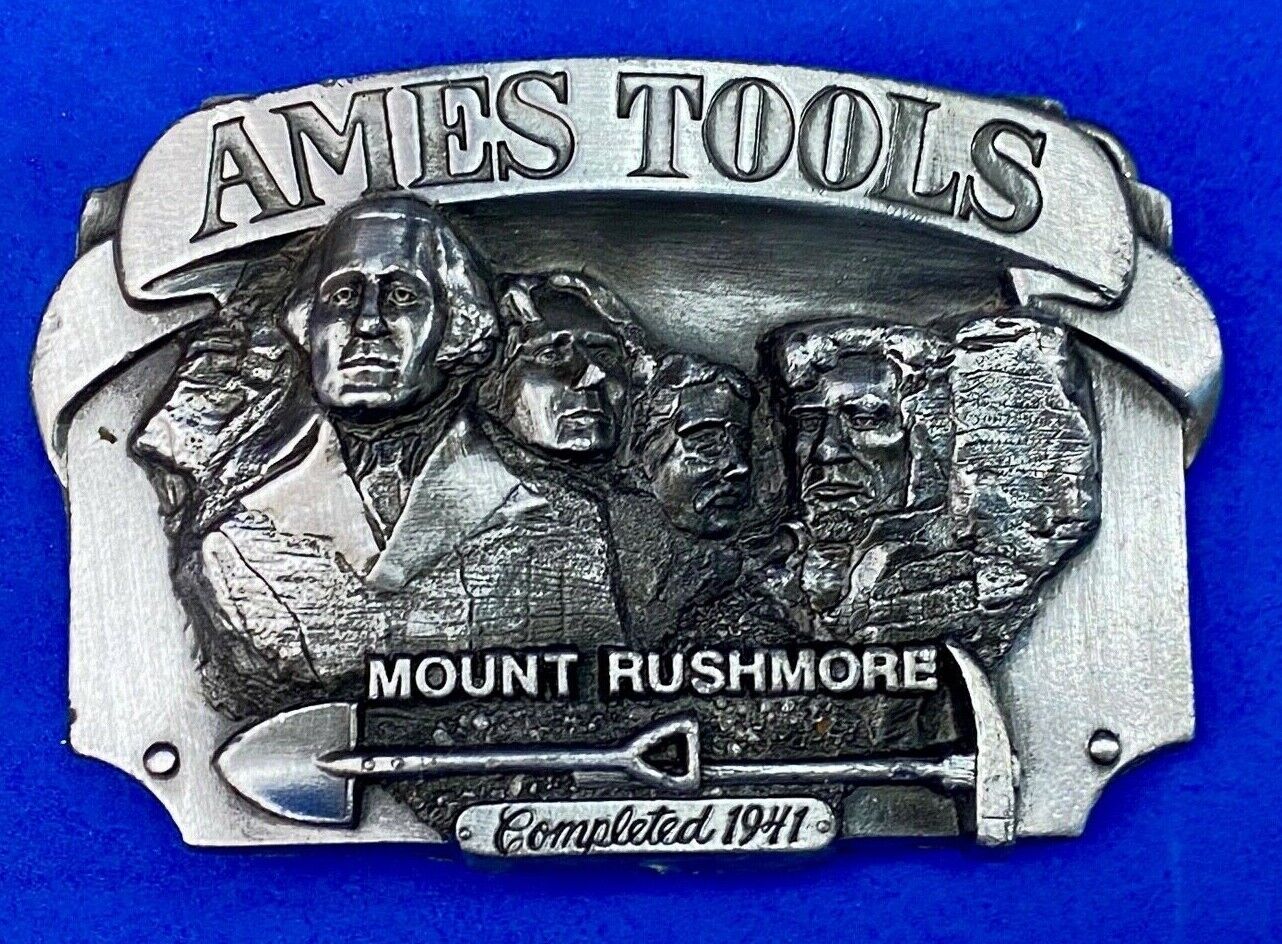 AMES TOOLS
MOUNT RUSHMORE
Completed 1941